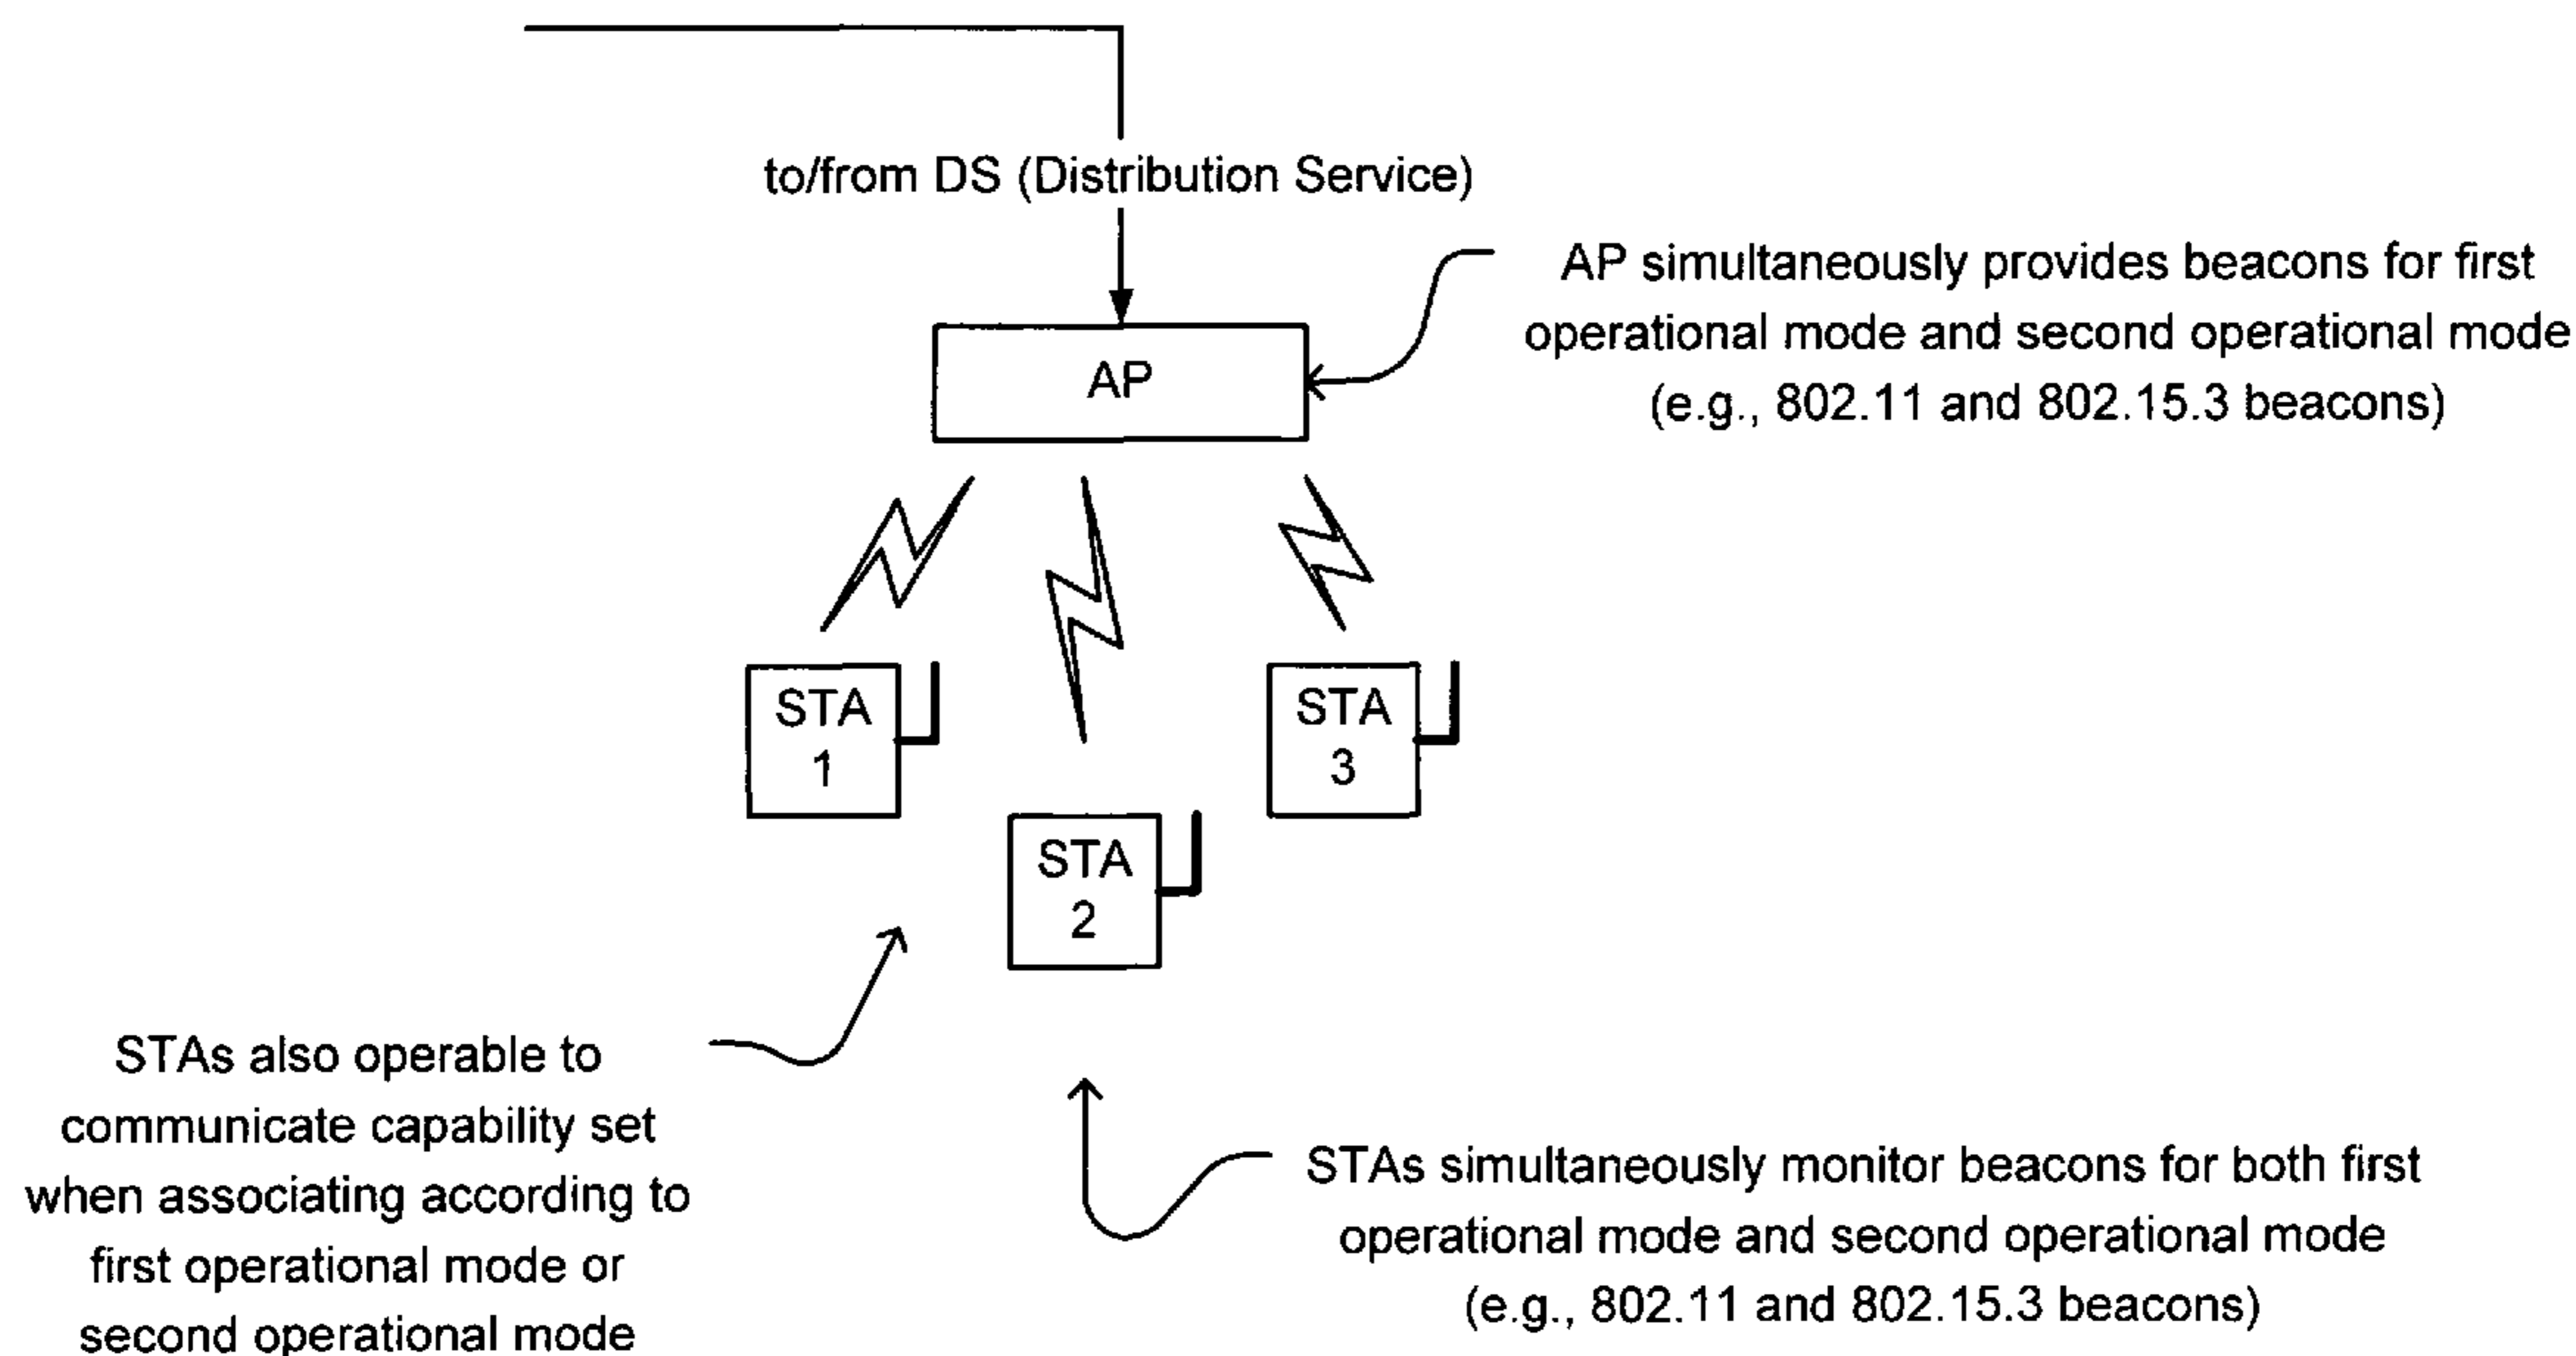 to/from DS (Distribution Service)
AP simultaneously provides beacons for first
operational mode and second operational mode
(e.g., 802.11 and 802.15.3 beacons)
AP
STA
1
STA
3
STA
2
STAs also operable to
communicate capability set
when associating according to
first operational mode or
second operational mode
STAs simultaneously monitor beacons for both first
operational mode and second operational mode
(e.g., 802.11 and 802.15.3 beacons)